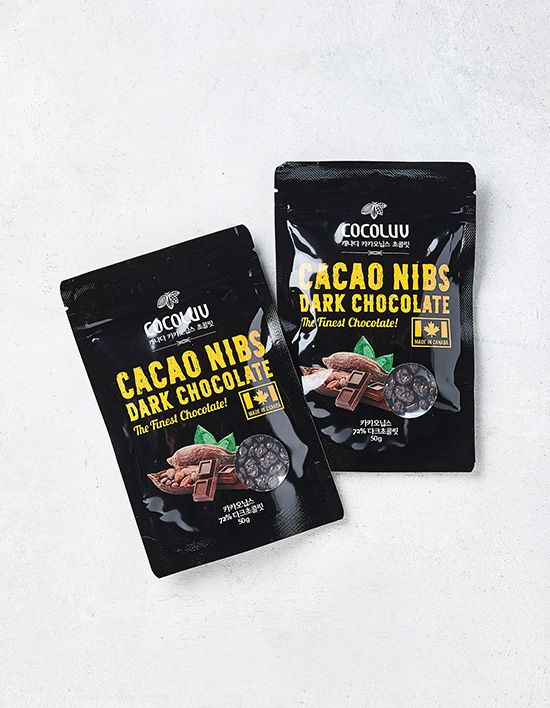 COCOLUV
캐나다 카카오닙스 초콜릿
CACAO NIBS
DARK CHOCOLATE
The Finest Chocolate!
MADE IN CANADA
카카오닙스
72% 다크초콜릿
50g
COCOLUV
캐나다 카카오닙스 초콜릿
CACAO NIBS
DARK CHOCOLATE
The Finest Chocolate!
MADE IN CANADA
카카오닙스
72% 다크초콜릿
50g